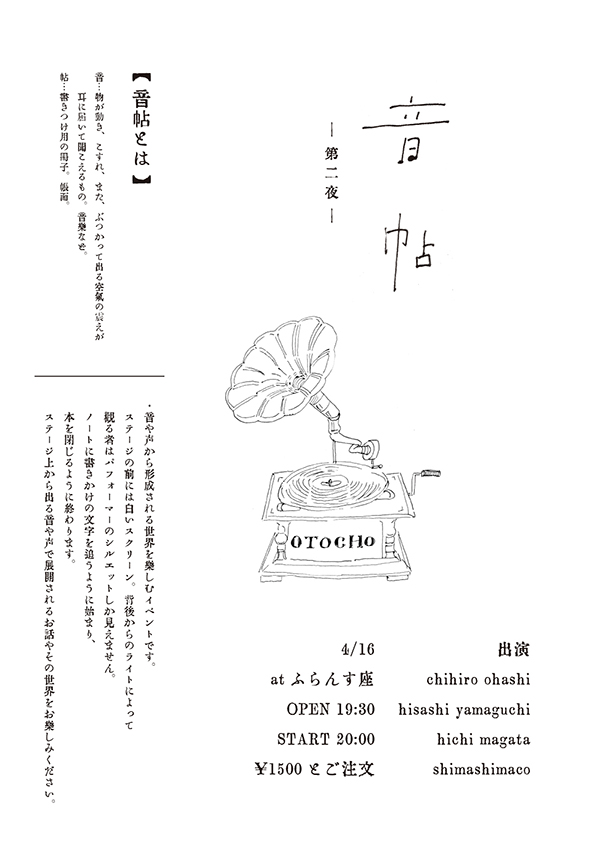 音帖
―第二夜―
【音帖とは】
音…物が動き、こすれ、また、ぶつかって出る空氣の震えが
耳に届いて聞こえるもの。音樂など。
帖…書きつけ用の冊子。帳面。
・音や声から形成される世界を樂しむイベントです。
ステージの前には白いスクリーン。背後からのライトによって
観る者はパフォーマーのシルエットしか見えません。
ノートに書きかけの文字を追うように始まり、
本を閉じるように終わります。
ステージ上から出る音や声で展開されるお話やその世界をお樂しみください。
OTOCHO
4/16
at ふらんす座
OPEN 19:30
START 20:00
¥1500 とご注文
出演
chihiro ohashi
hisashi yamaguchi
hichi magata
shimashimaco